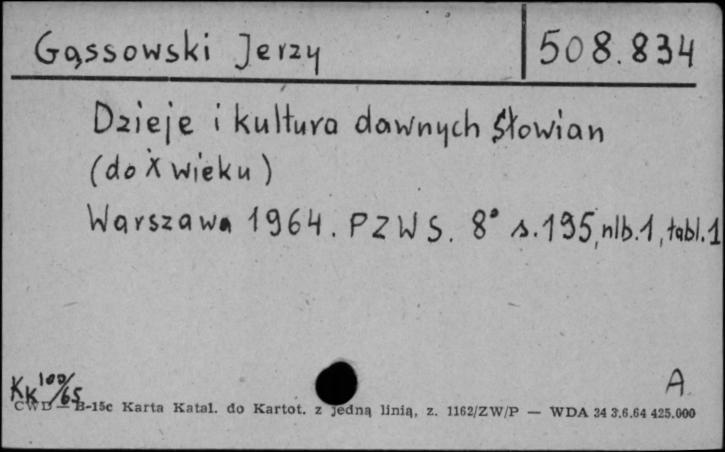 Gąssowski Jerzy 508.834
Dzieje i kultura dawnych Słowian
(do X wieku)
Warszawa 1964. PZWS. 8° s.195, nlb.1, tabl.1
KK 100/65 A
CWD — B-15c Karta Katal. do Kartot. z jedną linią, z. 1162/ZW/P — WDA 34 3.6.64 425.000